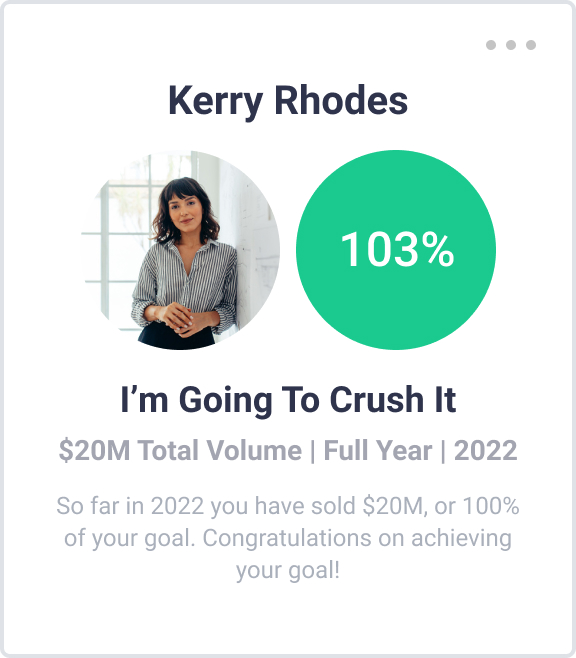 Kerry Rhodes
103%
I’m Going To Crush It
$20M Total Volume | Full Year | 2022
So far in 2022 you have sold $20M, or 100%
of your goal. Congratulations on achieving
your goal!